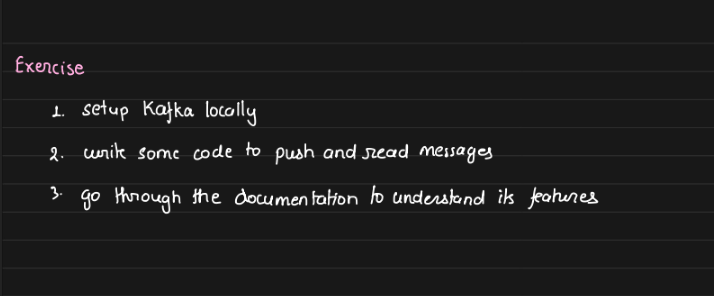 Exercise
1. setup Kafka locally
2. write some code to push and read messages
3. go through the documentation to understand its features